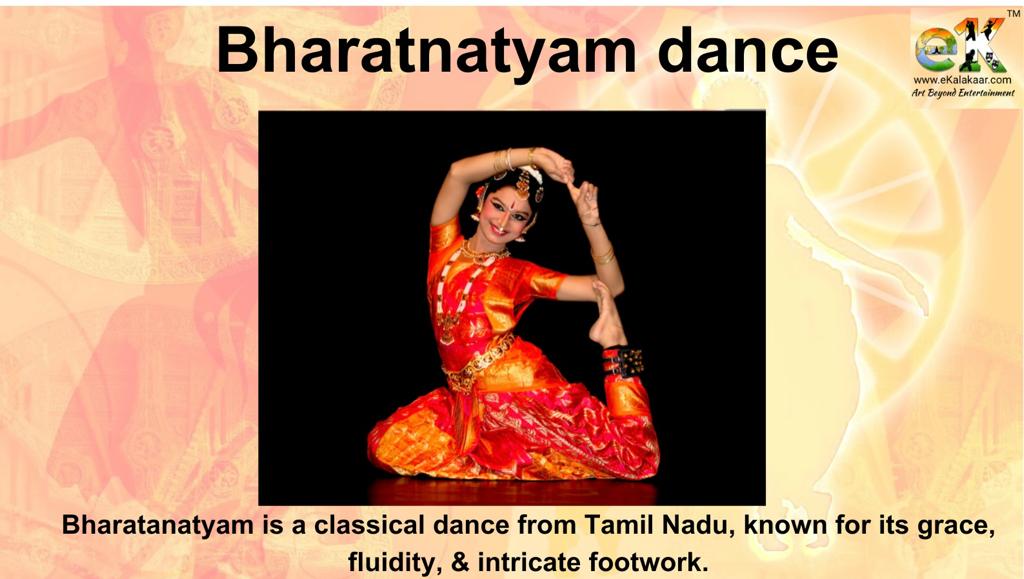 Bharatnatyam dance
TM
eK
www.eKalakaar.com
Art Beyond Entertainment
Bharatanatyam is a classical dance from Tamil Nadu, known for its grace,
fluidity, & intricate footwork.